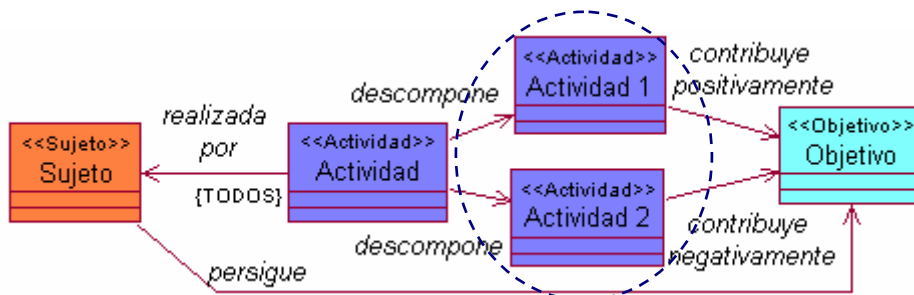 <<Sujeto>>
Sujeto
realizada
por
{TODOS}
<<Actividad>>
Actividad
descompone
descompone
<<Actividad>>
Actividad 1
<<Actividad>>
Actividad 2
contribuye
positivamente
contribuye
negativamente
<<Objetivo>>
Objetivo
persigue